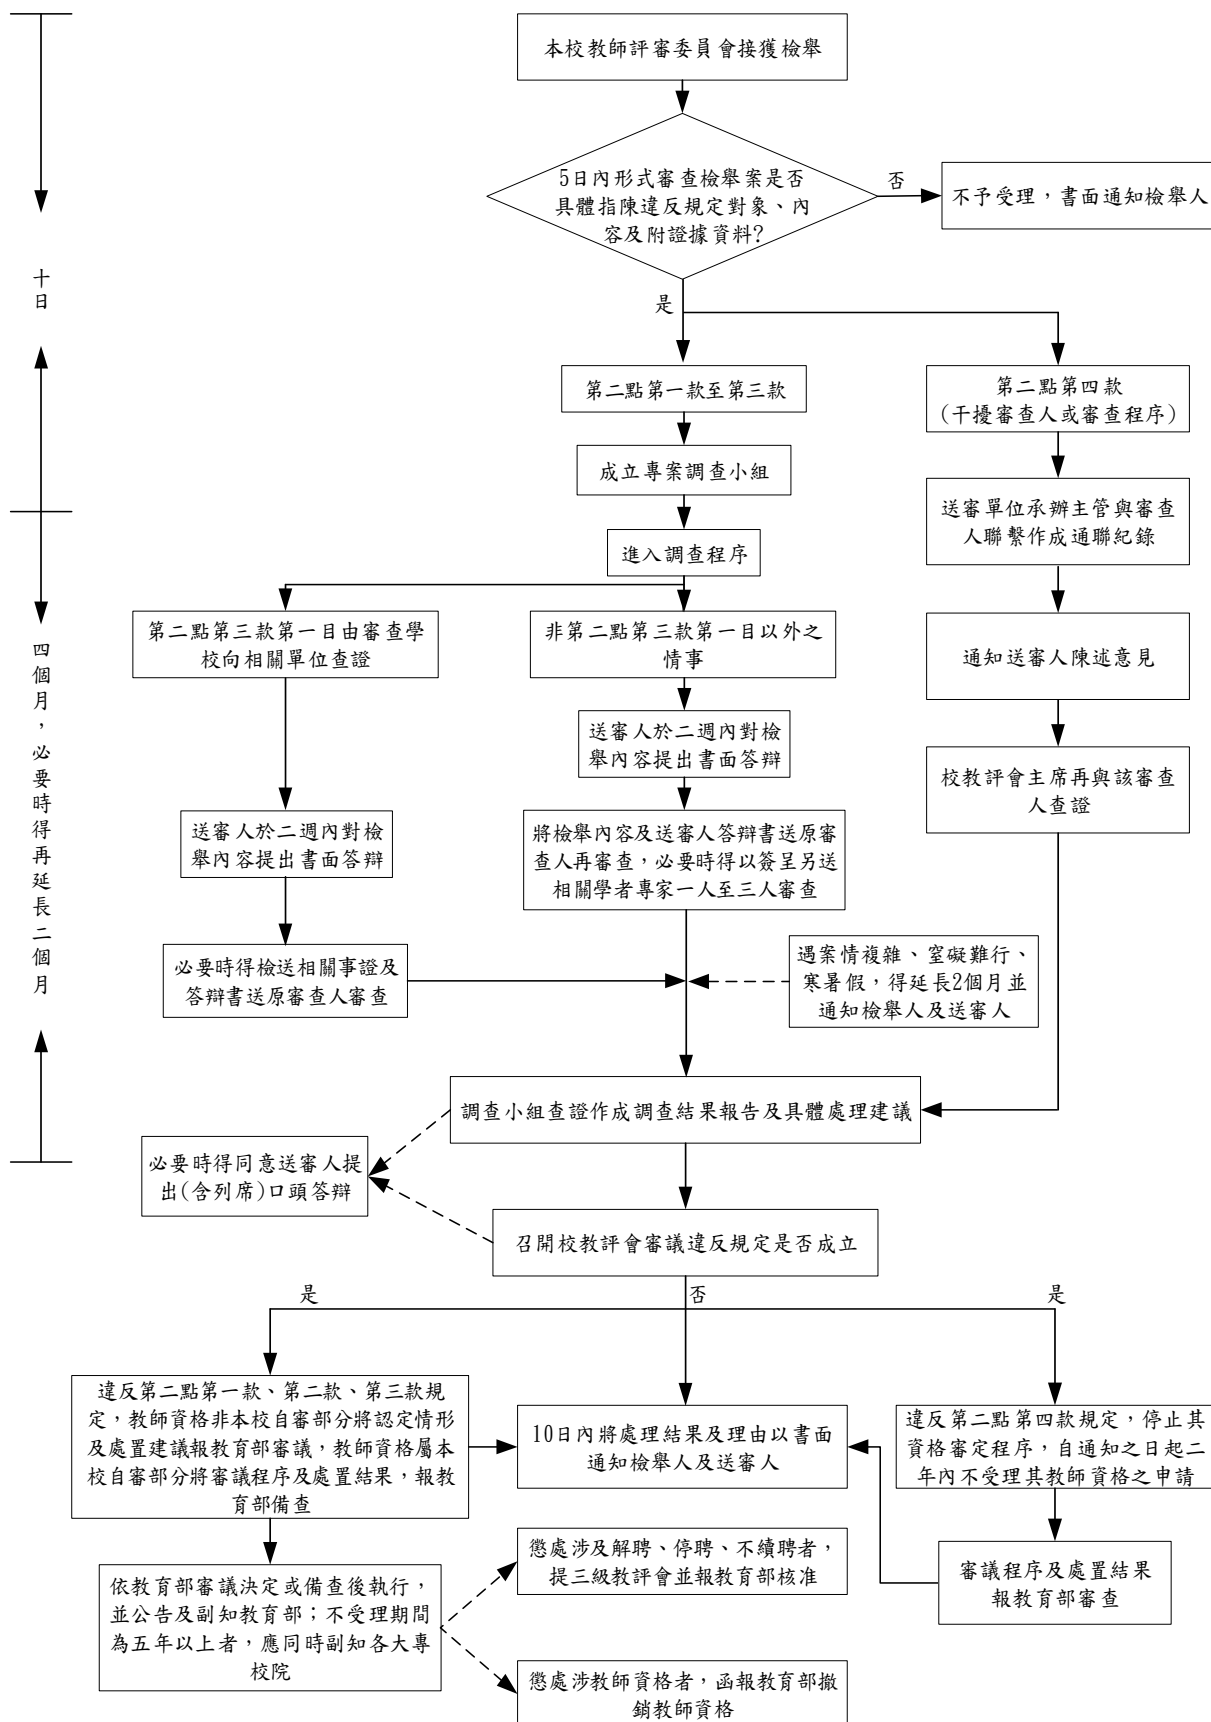 本校教師評審委員會接獲檢舉
5日內形式審查檢舉案是否
具體指陳違反規定對象、內
容及附證據資料?
否
不予受理，書面通知檢舉人
是
十
日
第二點第一款至第三款
第二點第四款
(干擾審查人或審查程序)
成立專案調查小組
送審單位承辦主管與審查
人聯繫作成通聯紀錄
進入調查程序
第二點第三款第一目由審查學
校向相關單位查證
非第二點第三款第一目以外之
情事
通知送審人陳述意見
四
個
月
，
必
要
時
得
再
延
長
二
個
月
送審人於二週內對檢
舉內容提出書面答辯
校教評會主席再與該審查
人查證
送審人於二週內對檢
舉內容提出書面答辯
將檢舉內容及送審人答辯書送原審
查人再審查，必要時得以簽呈另送
相關學者專家一人至三人審查
必要時得檢送相關事證及
答辯書送原審查人審查
遇案情複雜、窒礙難行、
寒暑假，得延長2個月並
通知檢舉人及送審人
調查小組查證作成調查結果報告及具體處理建議
必要時得同意送審人提
出(含列席)口頭答辯
召開校教評會審議違反規定是否成立
是
否
是
違反第二點第一款、第二款、第三款規
定，教師資格非本校自審部分將認定情形
及處置建議報教育部審議，教師資格屬本
校自審部分將審議程序及處置結果，報教
育部備查
10日內將處理結果及理由以書面
通知檢舉人及送審人
違反第二點第四款規定，停止其
資格審定程序，自通知之日起二
年內不受理其教師資格之申請
依教育部審議決定或備查後執行，
並公告及副知教育部；不受理期間
為五年以上者，應同時副知各大專
校院
懲處涉及解聘、停聘、不續聘者，
提三級教評會並報教育部核准
審議程序及處置結果
報教育部審查
懲處涉教師資格者，函報教育部撤
銷教師資格